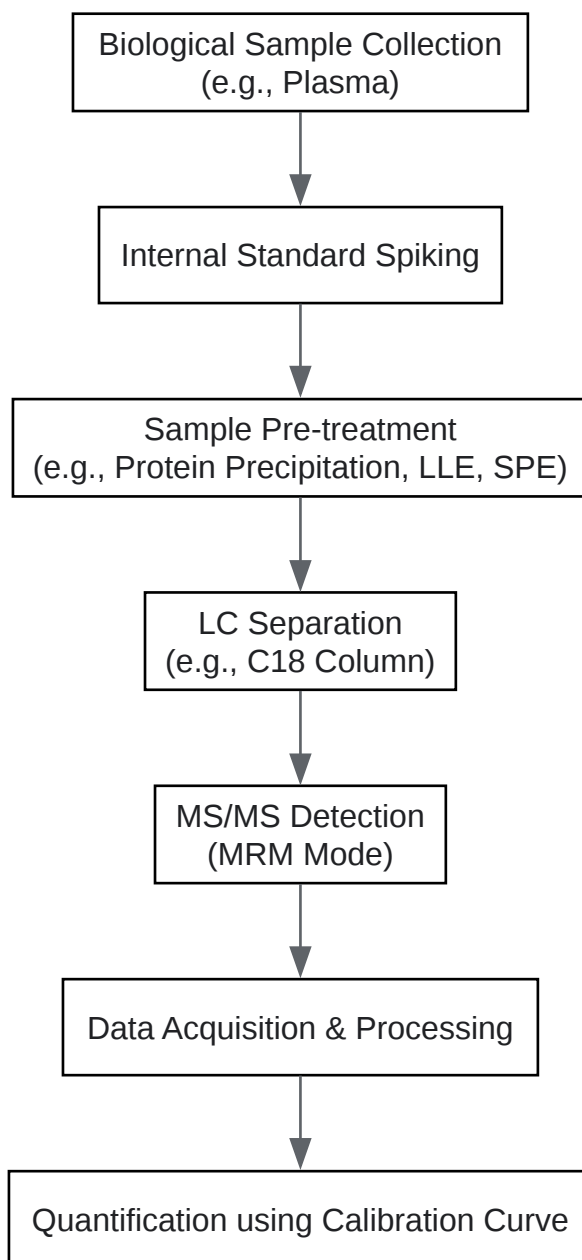 Biological Sample Collection
(e.g., Plasma)
Internal Standard Spiking
Sample Pre-treatment
(e.g., Protein Precipitation, LLE, SPE)
LC Separation
(e.g., C18 Column)
MS/MS Detection
(MRM Mode)
Data Acquisition & Processing
Quantification using Calibration Curve